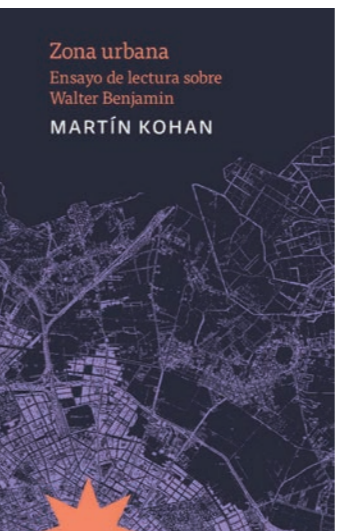 Zona urbana
Ensayo de lectura sobre
Walter Benjamin
MARTÍN KOHAN